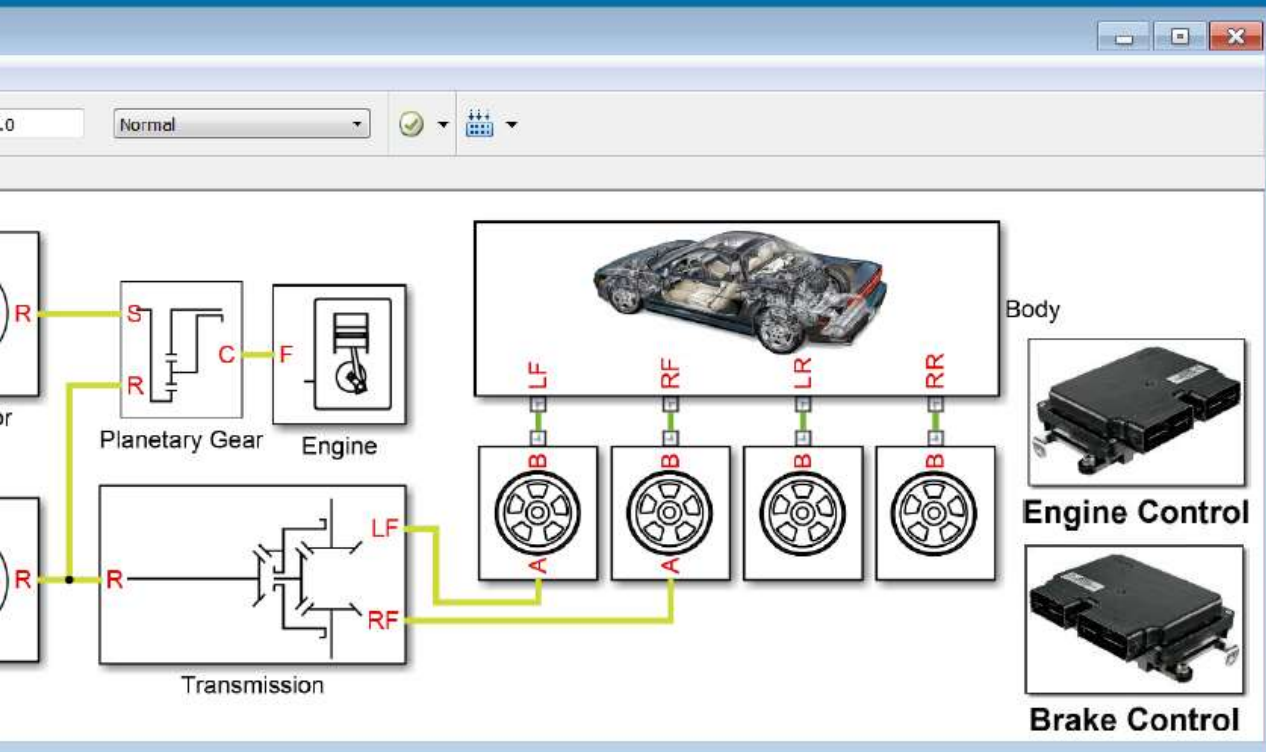 .0
Normal
R
S
R
C
F
or
Planetary Gear
Engine
LF
RF
LR
RR
Body
B
B
B
B
A
A
R
R
LF
RF
Transmission
Engine Control
Brake Control